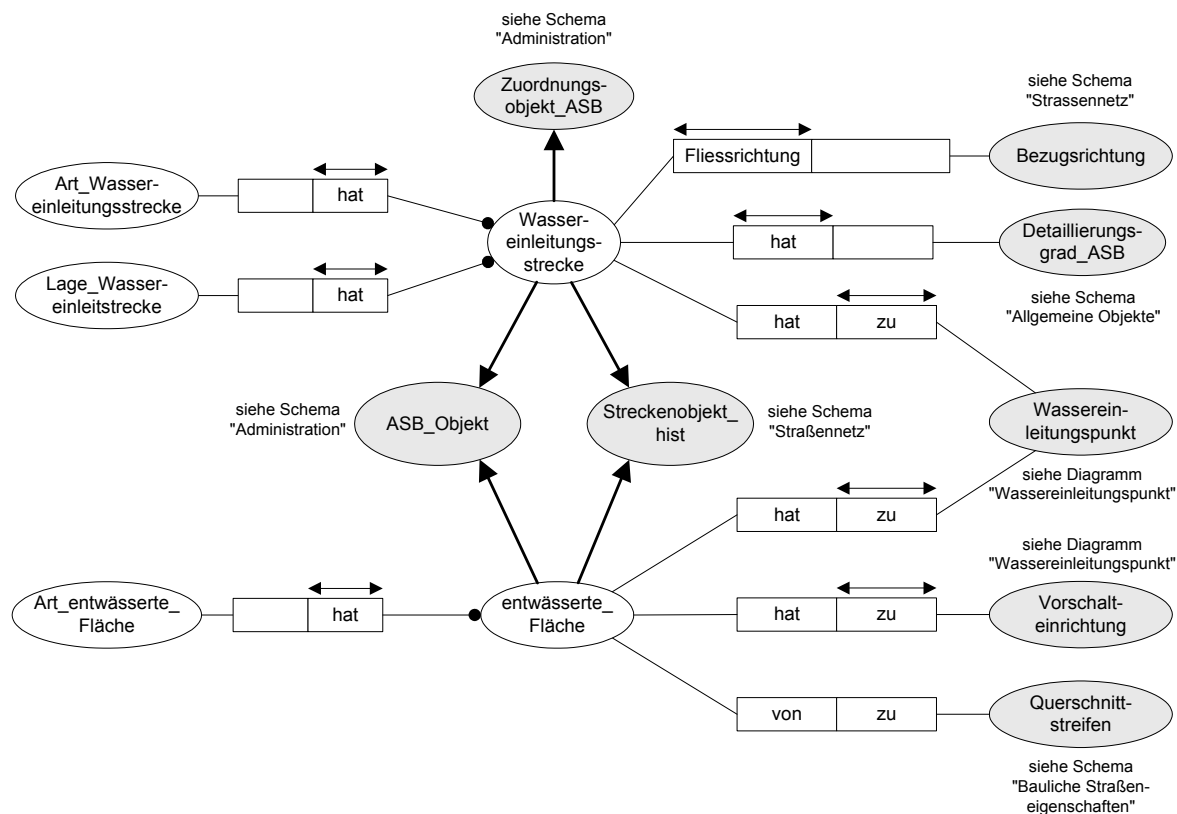 siehe Schema
"Administration"
Zuordnungs-
objekt_ASB
siehe Schema
"Strassennetz"
Fliessrichtung
Bezugsrichtung
Art_Wasser-
einleitungsstrecke
hat
Wasser-
einleitungs-
strecke
hat
Detaillierungs-
grad_ASB
Lage_Wasser-
einleitstrecke
hat
siehe Schema
"Allgemeine Objekte"
hat
zu
siehe Schema
"Administration"
ASB_Objekt
Streckenobjekt_
hist
siehe Schema
"Straßennetz"
Wasserein-
leitungspunkt
siehe Diagramm
"Wassereinleitungspunkt"
hat
zu
siehe Diagramm
"Wassereinleitungspunkt"
Art_entwässerte_
Fläche
hat
entwässerte_
Fläche
hat
zu
Vorschalt-
einrichtung
von
zu
Querschnitt-
streifen
siehe Schema
"Bauliche Straßen-
eigenschaften"